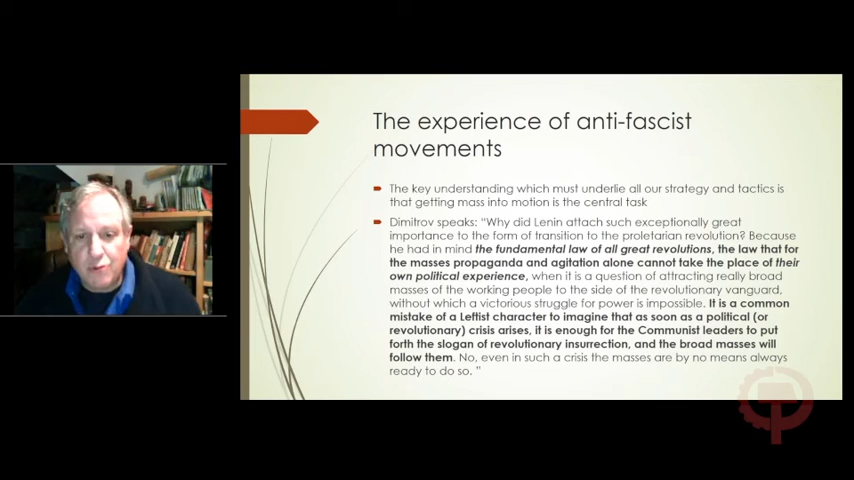 The experience of anti-fascist
movements
The key understanding which must underlie all our strategy and tactics is
that getting mass into motion is the central task
Dimitrov speaks: “Why did Lenin attach such exceptionally great
importance to the form of transition to the proletarian revolution? Because
he had in mind the fundamental law of all great revolutions, the law that for
the masses propaganda and agitation alone cannot take the place of their
own political experience, when it is a question of attracting really broad
masses of the working people to the side of the revolutionary vanguard,
without which a victorious struggle for power is impossible. It is a common
mistake of a Leftist character to imagine that as soon as a political (or
revolutionary) crisis arises, it is enough for the Communist leaders to put
forth the slogan of revolutionary insurrection, and the broad masses will
follow them. No, even in such a crisis the masses are by no means always
ready to do so. ”